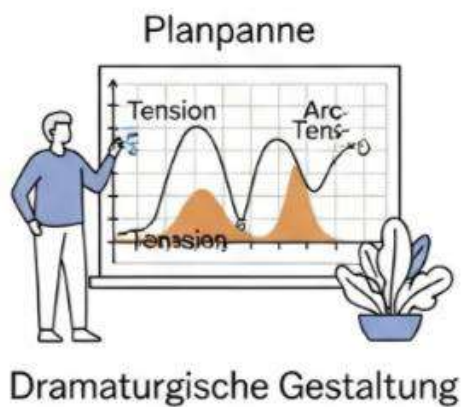 Planpanne
Tension
Arc-
Tens-
Tension
Dramaturgische Gestaltung